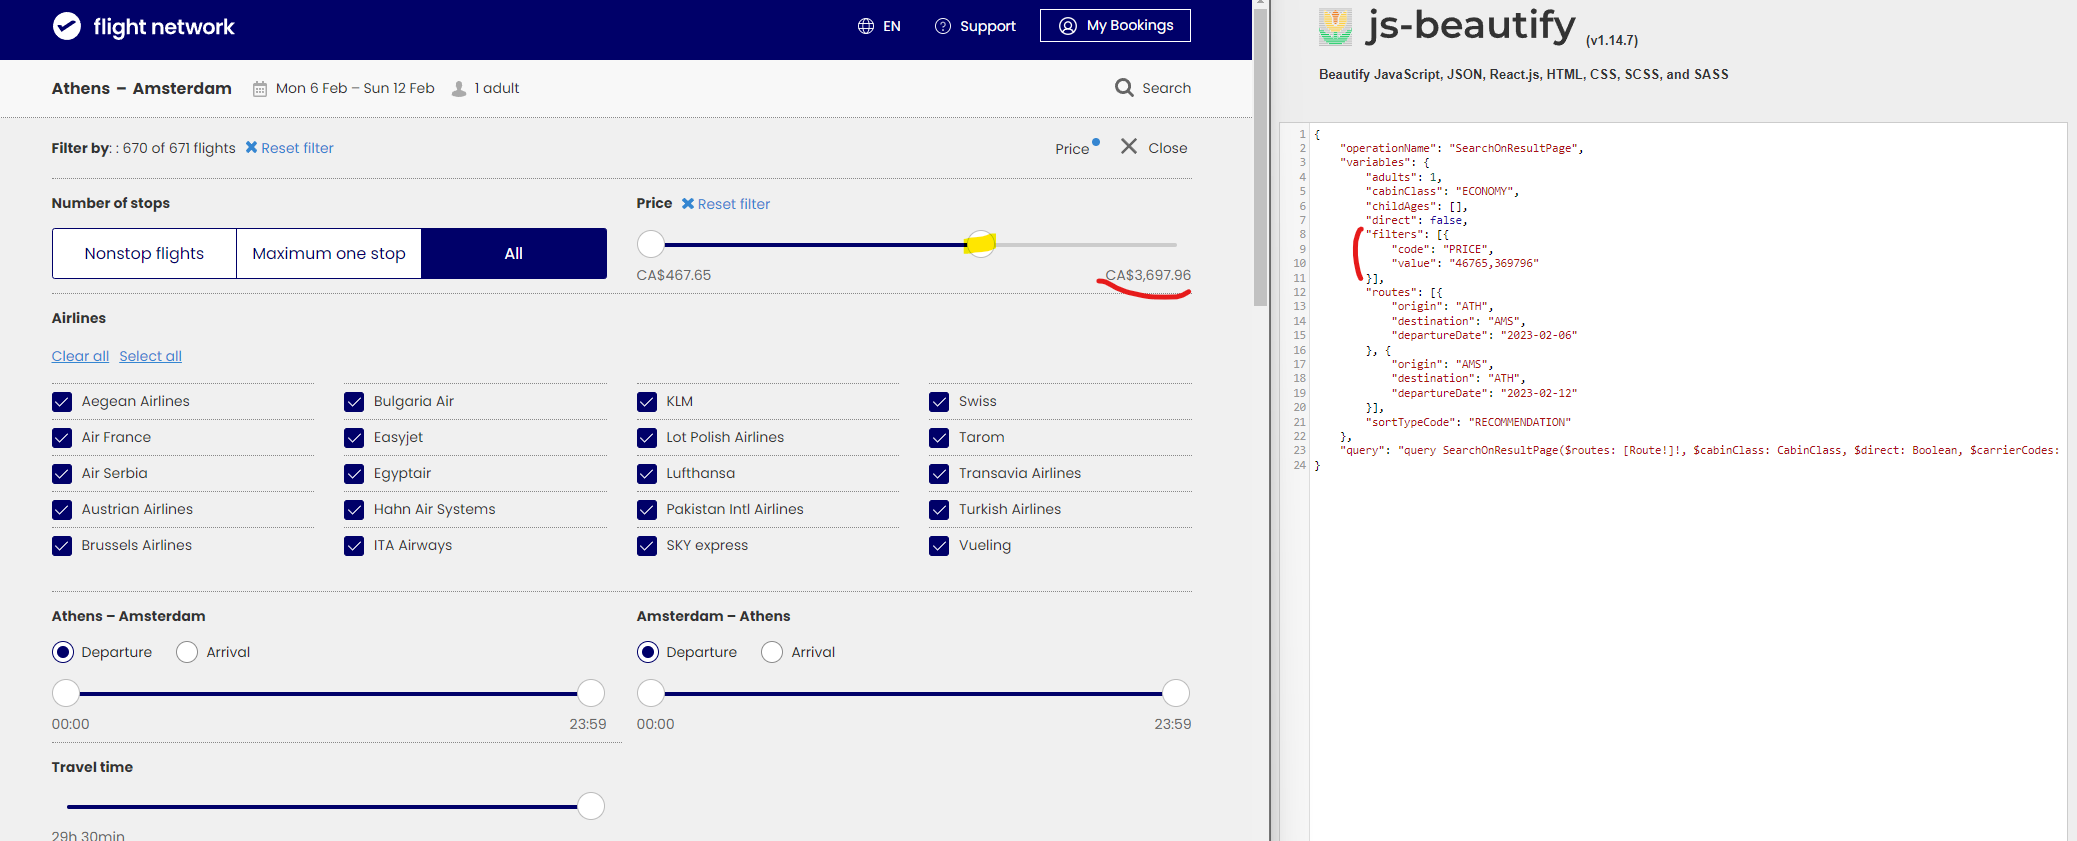 flight network
EN
Support
My Bookings
Athens – Amsterdam
Mon 6 Feb – Sun 12 Feb
1 adult
Search
Filter by: : 670 of 671 flights
Reset filter
Price
Close
Number of stops
Nonstop flights
Maximum one stop
All
Price
Reset filter
CA$467.65
CA$3,697.96
Airlines
Clear all
Select all
Aegean Airlines
Bulgaria Air
KLM
Swiss
Air France
Easyjet
Lot Polish Airlines
Tarom
Air Serbia
Egyptair
Lufthansa
Transavia Airlines
Austrian Airlines
Hahn Air Systems
Pakistan Intl Airlines
Turkish Airlines
Brussels Airlines
ITA Airways
SKY express
Vueling
Athens – Amsterdam
Departure
Arrival
00:00
23:59
Amsterdam – Athens
Departure
Arrival
00:00
23:59
Travel time
29h 30min
js-beautify (v1.14.7)
Beautify JavaScript, JSON, React.js, HTML, CSS, SCSS, and SASS
1 {
2 "operationName": "SearchOnResultPage",
3 "variables": {
4 "adults": 1,
5 "cabinClass": "ECONOMY",
6 "childAges": [],
7 "direct": false,
8 "filters": [{
9 "code": "PRICE",
10 "value": "46765,369796"
11 }],
12 "routes": [{
13 "origin": "ATH",
14 "destination": "AMS",
15 "departureDate": "2023-02-06"
16 }, {
17 "origin": "AMS",
18 "destination": "ATH",
19 "departureDate": "2023-02-12"
20 }],
21 "sortTypeCode": "RECOMMENDATION"
22 },
23 "query": "query SearchOnResultPage($routes: [Route!]!, $cabinClass: CabinClass, $direct: Boolean, $carrierCodes:
24 }